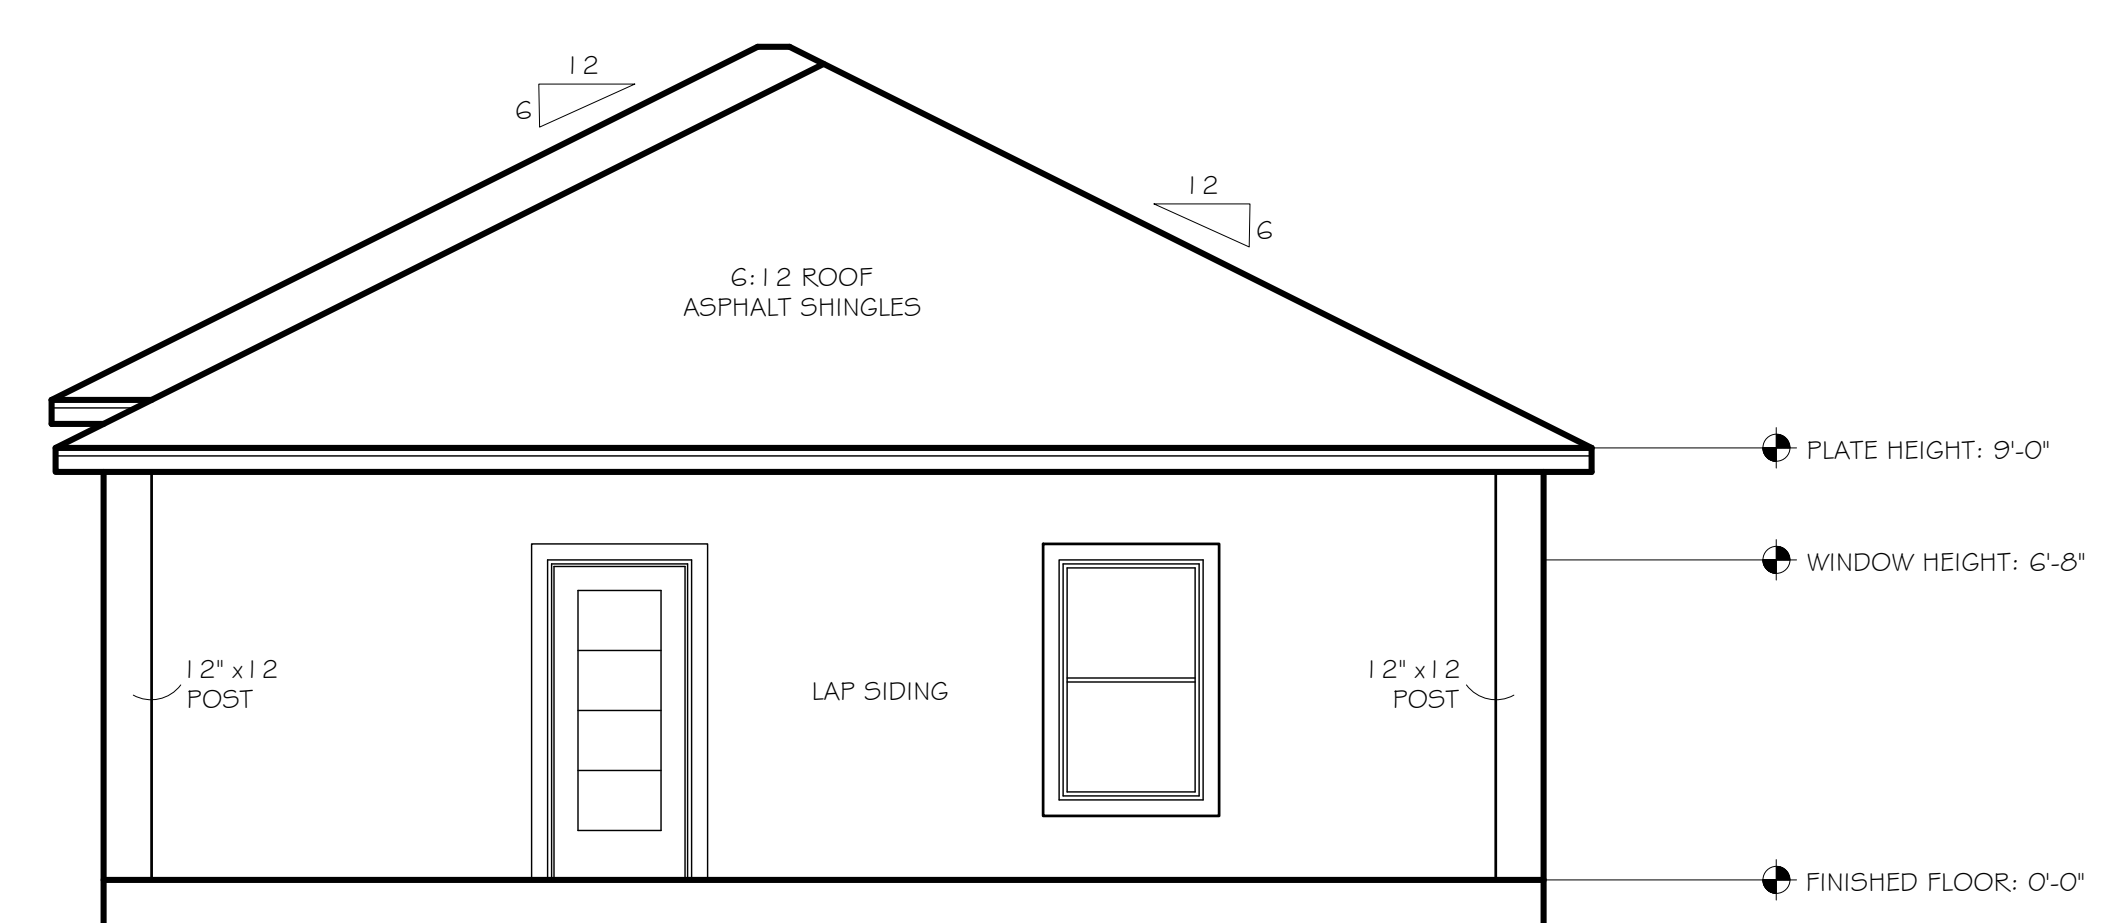 12
6
12
6
6:12 ROOF
ASPHALT SHINGLES
PLATE HEIGHT: 9'-0"
WINDOW HEIGHT: 6'-8"
12" x12
POST
LAP SIDING
12" x12
POST
FINISHED FLOOR: 0'-0"